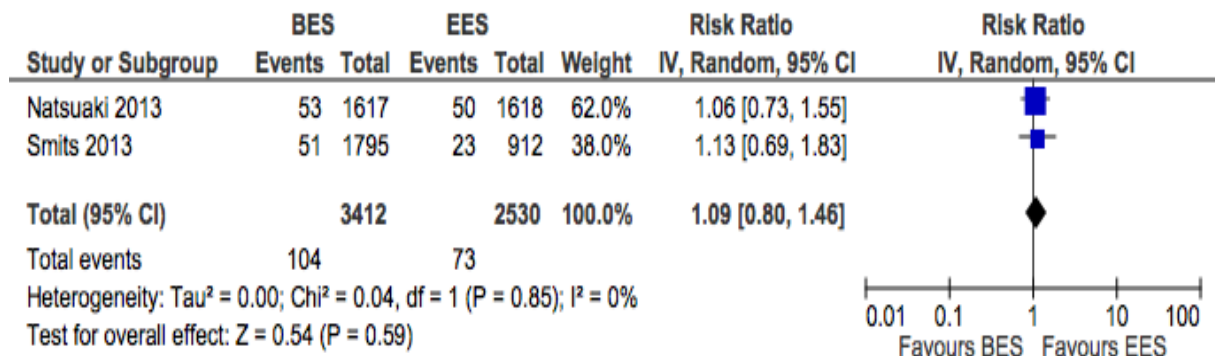 BES EES Risk Ratio Risk Ratio
Study or Subgroup Events Total Events Total Weight IV, Random, 95% CI IV, Random, 95% CI
Natsuaki 2013 53 1617 50 1618 62.0% 1.06 [0.73, 1.55]
Smits 2013 51 1795 23 912 38.0% 1.13 [0.69, 1.83]
Total (95% CI) 3412 2530 100.0% 1.09 [0.80, 1.46]
Total events 104 73
Heterogeneity: Tau² = 0.00; Chi² = 0.04, df = 1 (P = 0.85); I² = 0%
Test for overall effect: Z = 0.54 (P = 0.59)
0.01 0.1 1 10 100
Favours BES Favours EES